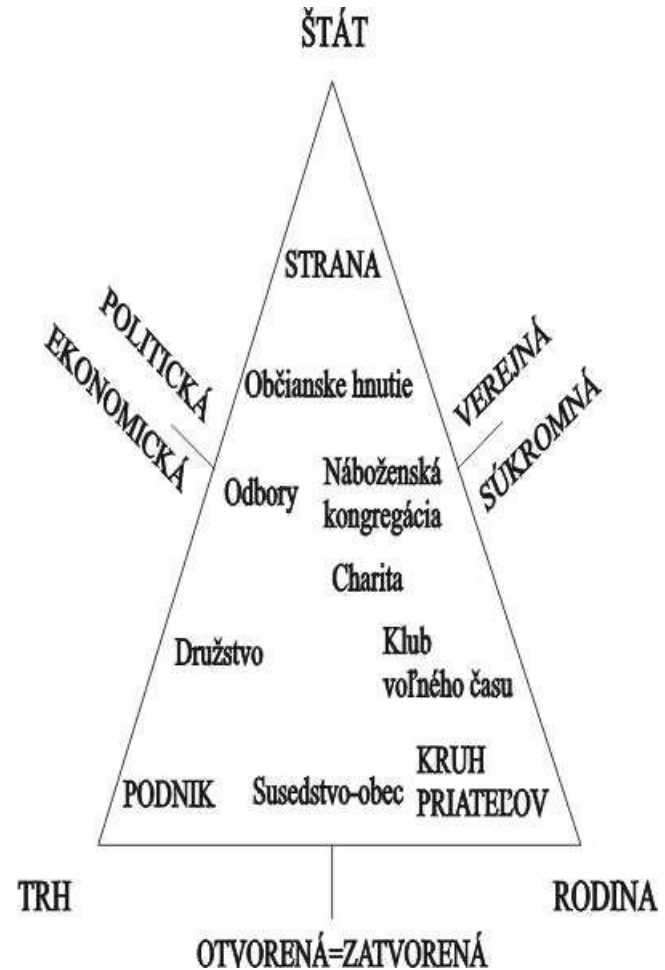 ŠTÁT
STRANA
POLITICKÁ
EKONOMICKÁ
VEREJNÁ
SÚKROMNÁ
Občianske hnutie
Odbory
Náboženská
kongregácia
Charita
Družstvo
Klub
voľného času
PODNIK
Susedstvo-obec
KRUH
PRIATEĽOV
TRH
RODINA
OTVORENÁ=ZATVORENÁ